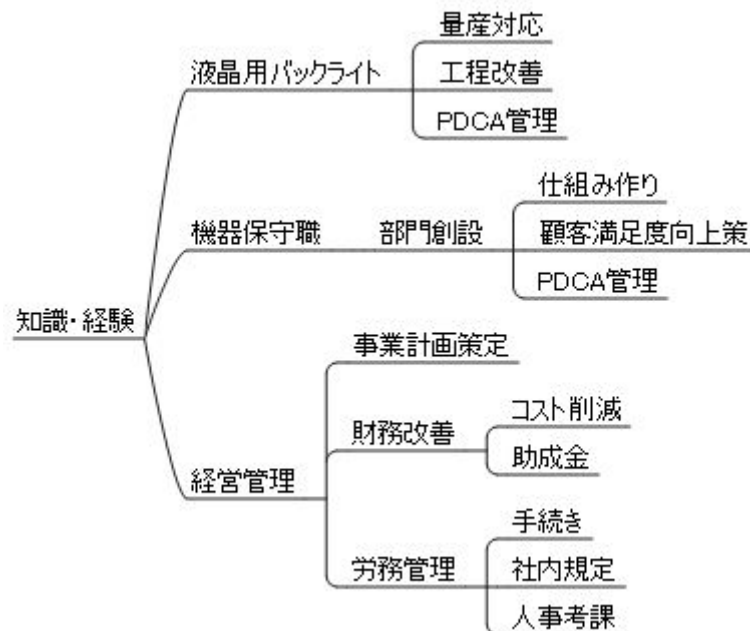 知識・経験
液晶用バックライト
量産対応
工程改善
PDCA管理
機器保守職
部門創設
仕組み作り
顧客満足度向上策
PDCA管理
経営管理
事業計画策定
財務改善
コスト削減
助成金
労務管理
手続き
社内規定
人事考課